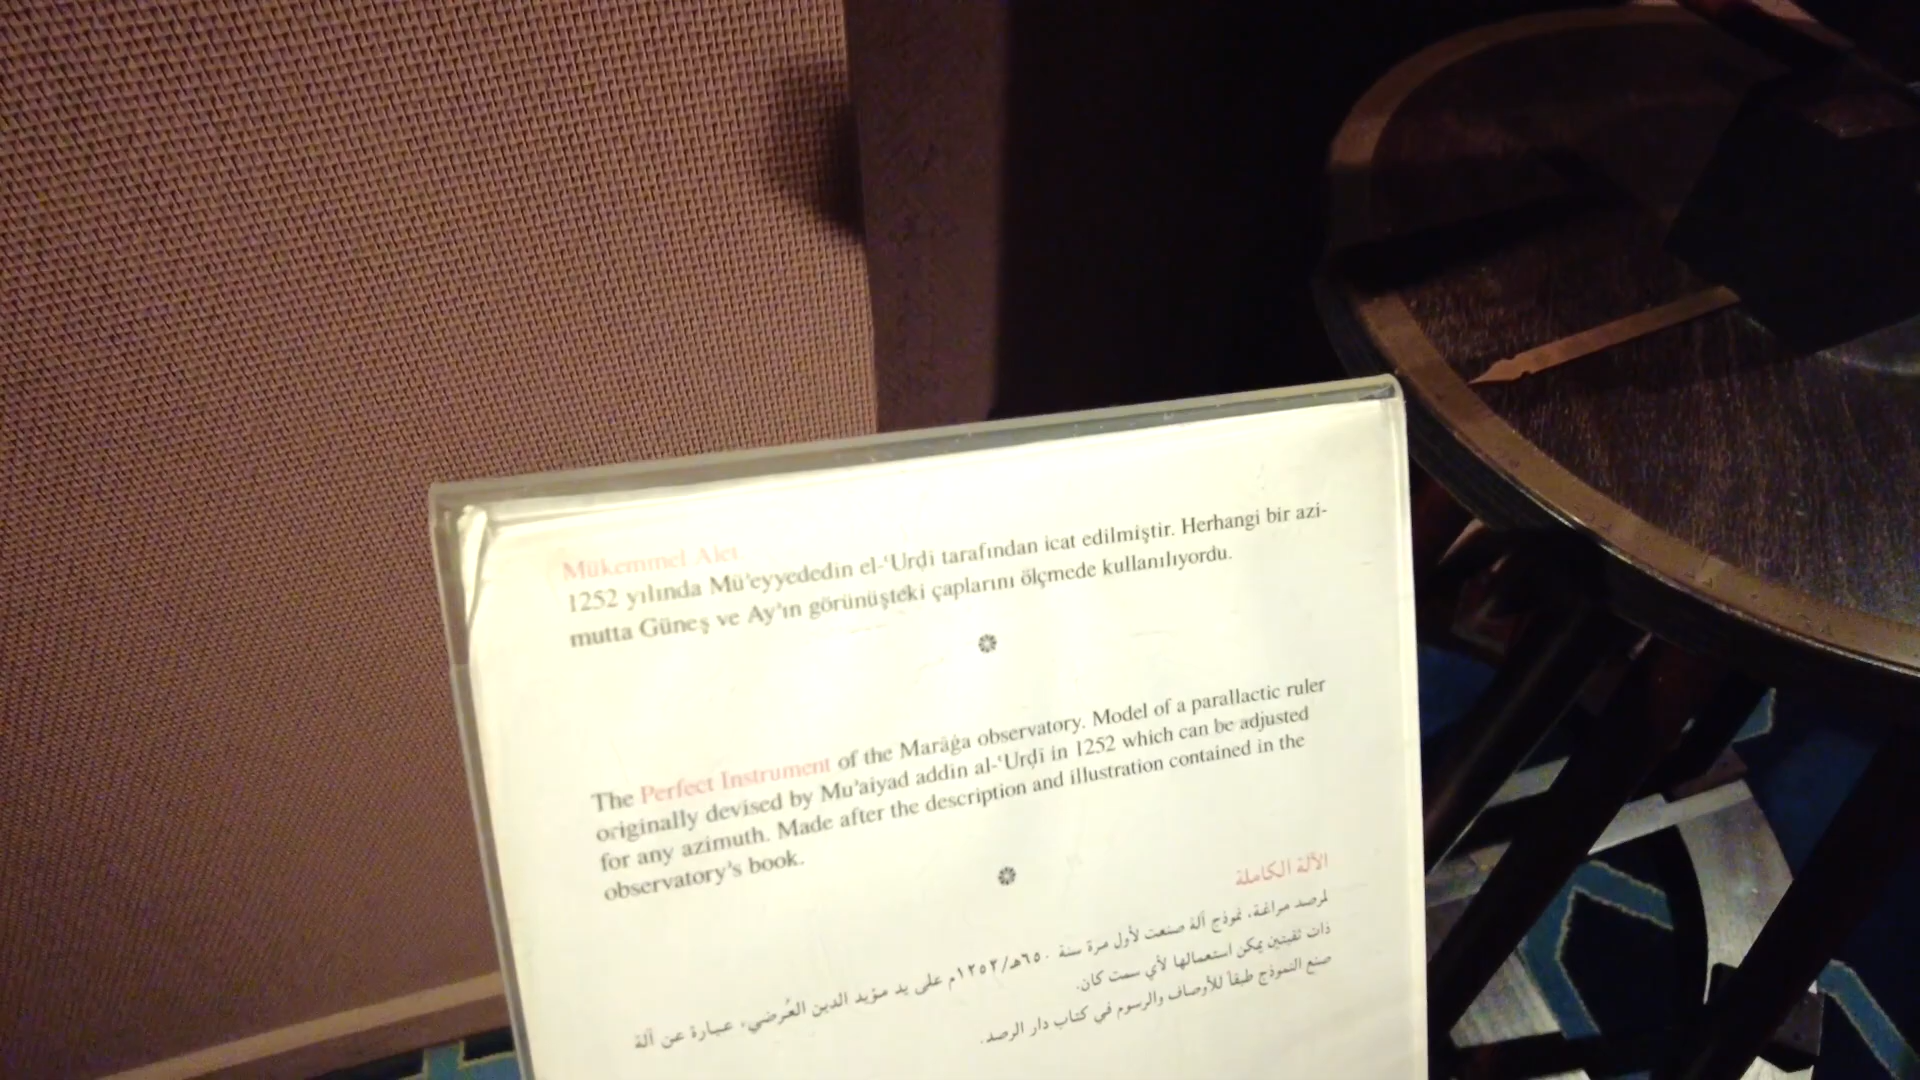 Mükemmel Alet
1252 yılında Mü’eyyededin el-‘Urḍi tarafından icat edilmiştir. Herhangi bir azi-
mutta Güneş ve Ay’ın görünüşteki çaplarını ölçmede kullanılıyordu.
The Perfect Instrument of the Marāġa observatory. Model of a parallactic ruler
originally devised by Mu’aiyad addin al-‘Urḍī in 1252 which can be adjusted
for any azimuth. Made after the description and illustration contained in the
observatory’s book.
الآلة الكاملة
لمرصد مراغة، نموذج آلة صنعت لأول مرة سنة ٦٥٠هـ/١٢٥٢م على يد مؤيد الدين العُرضي، عبارة عن آلة
ذات ثقبتين يمكن استعمالها لأي سمت كان.
صنع النموذج طبقاً للأوصاف والرسوم في كتاب دار الرصد.